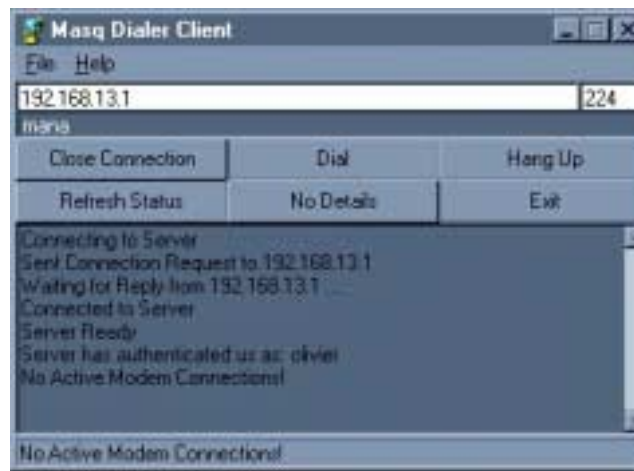 Masq Dialer Client
File Help
192.168.13.1 224
mana
Close Connection Dial Hang Up
Refresh Status No Details Exit
Connecting to Server
Sent Connection Request to 192.168.13.1
Waiting for Reply from 192.168.13.1 ...
Connected to Server
Server Ready
Server has authenticated us as: olivier
No Active Modem Connections!
No Active Modem Connections!